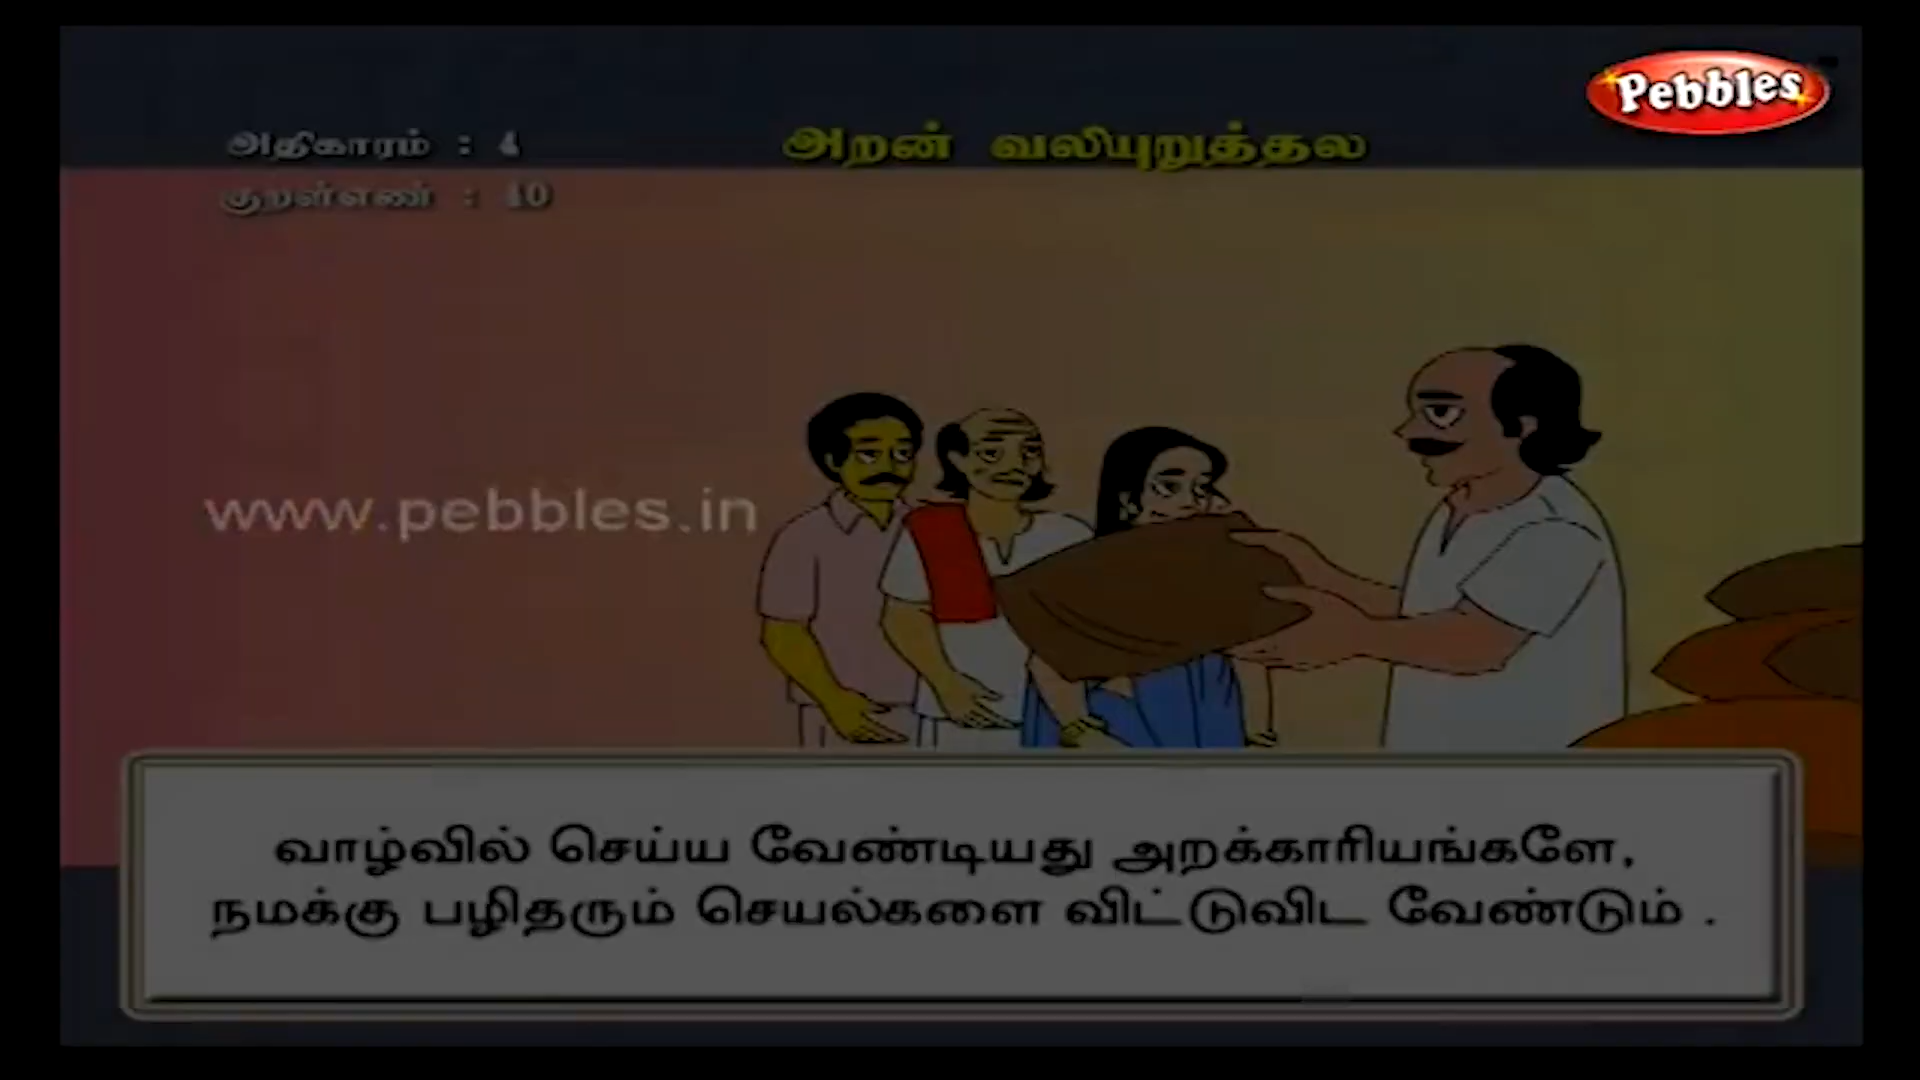 Pebbles
அதிகாரம் : 4
அறன் வலியுறுத்தல
குறள்எண் : 10
www.pebbles.in
வாழ்வில் செய்ய வேண்டியது அறக்காரியங்களே,
நமக்கு பழிதரும் செயல்களை விட்டுவிட வேண்டும் .